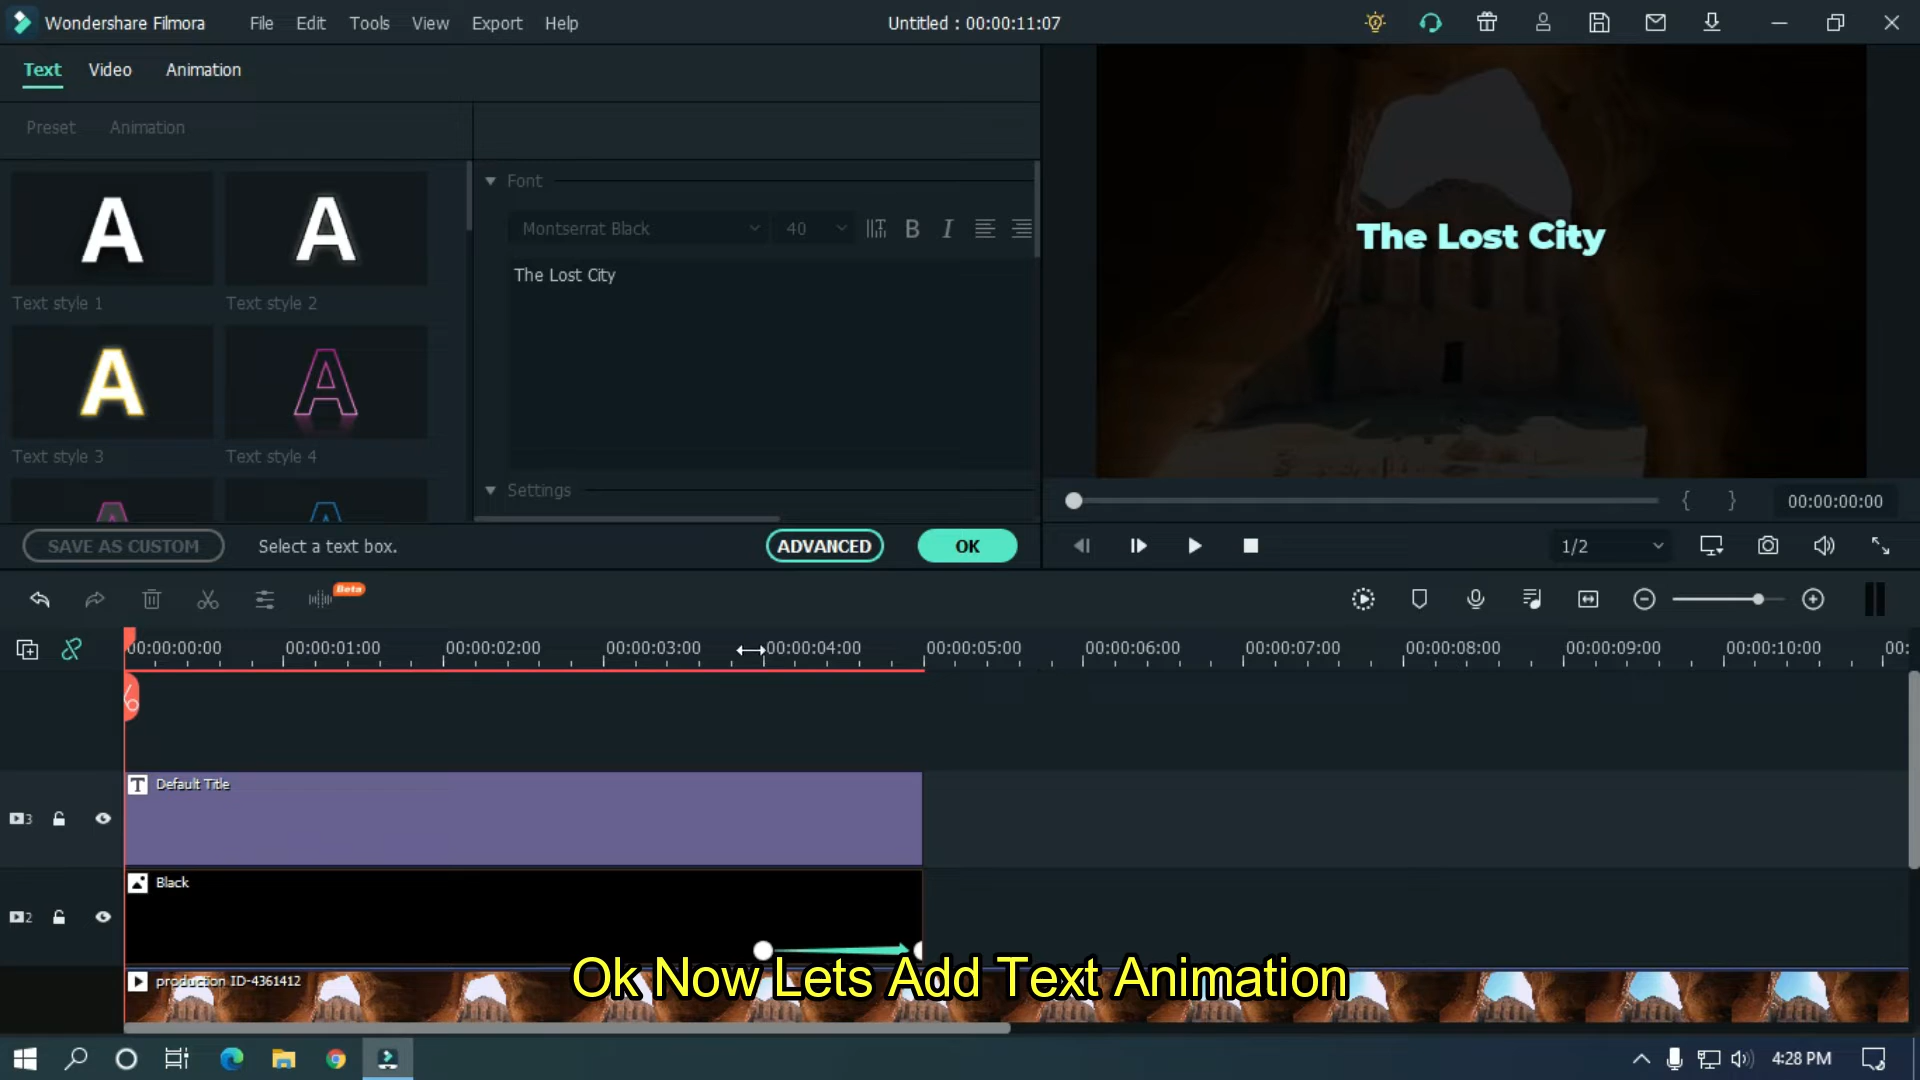 Wondershare Filmora
File
Edit
Tools
View
Export
Help
Untitled : 00:00:11:07
Text
Video
Animation
Preset
Animation
A
A
Text style 1
Text style 2
A
A
Text style 3
Text style 4
A
A
Font
Montserrat Black
40
B
I
The Lost City
Settings
The Lost City
SAVE AS CUSTOM
Select a text box.
ADVANCED
OK
{ }
00:00:00:00
1/2
Beta
00:00:00:00
00:00:01:00
00:00:02:00
00:00:03:00
00:00:04:00
00:00:05:00
00:00:06:00
00:00:07:00
00:00:08:00
00:00:09:00
00:00:10:00
00:
T Default Title
3
Black
2
production ID-4361412
Ok Now Lets Add Text Animation
4:28 PM